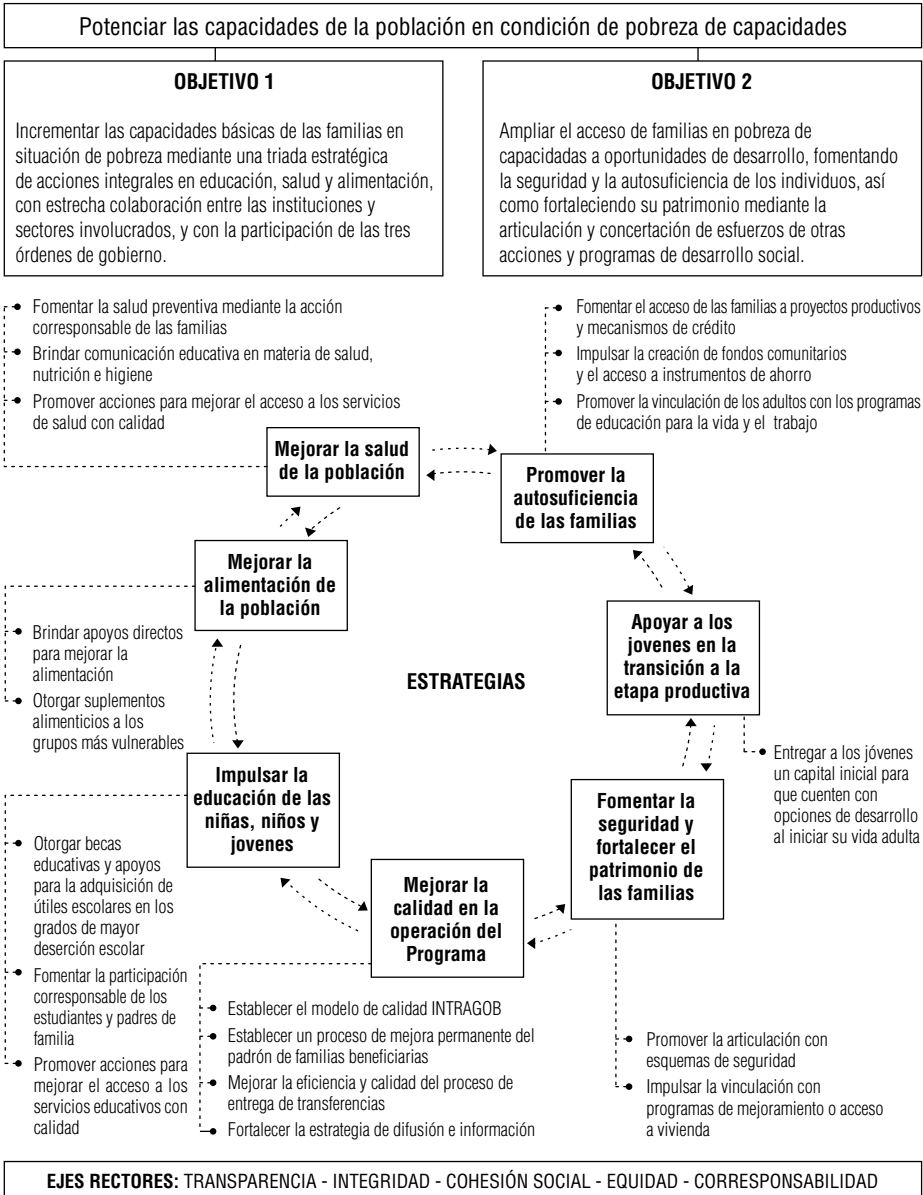 Potenciar las capacidades de la población en condición de pobreza de capacidades
OBJETIVO 1
Incrementar las capacidades básicas de las familias en
situación de pobreza mediante una triada estratégica
de acciones integrales en educación, salud y alimentación,
con estrecha colaboración entre las instituciones y
sectores involucrados, y con la participación de las tres
órdenes de gobierno.
OBJETIVO 2
Ampliar el acceso de familias en pobreza de
capacidadas a oportunidades de desarrollo, fomentando
la seguridad y la autosuficiencia de los individuos, así
como fortaleciendo su patrimonio mediante la
articulación y concertación de esfuerzos de otras
acciones y programas de desarrollo social.
Fomentar la salud preventiva mediante la acción
corresponsable de las familias
Brindar comunicación educativa en materia de salud,
nutrición e higiene
Promover acciones para mejorar el acceso a los servicios
de salud con calidad
Fomentar el acceso de las familias a proyectos productivos
y mecanismos de crédito
Impulsar la creación de fondos comunitarios
y el acceso a instrumentos de ahorro
Promover la vinculación de los adultos con los programas
de educación para la vida y el trabajo
Mejorar la salud
de la población
Promover la
autosuficiencia
de las familias
Mejorar la
alimentación de
la población
Brindar apoyos directos
para mejorar la
alimentación
Otorgar suplementos
alimenticios a los
grupos más vulnerables
ESTRATEGIAS
Apoyar a los
jovenes en la
transición a la
etapa productiva
Entregar a los jóvenes
un capital inicial para
que cuenten con
opciones de desarrollo
al iniciar su vida adulta
Impulsar la
educación de las
niñas, niños y
jovenes
Fomentar la
seguridad y
fortalecer el
patrimonio de
las familias
Otorgar becas
educativas y apoyos
para la adquisición de
útiles escolares en los
grados de mayor
deserción escolar
Fomentar la participación
corresponsable de los
estudiantes y padres de
familia
Promover acciones para
mejorar el acceso a los
servicios educativos con
calidad
Mejorar la
calidad en la
operación del
Programa
Establecer el modelo de calidad INTRAGOB
Establecer un proceso de mejora permanente del
padrón de familias beneficiarias
Mejorar la eficiencia y calidad del proceso de
entrega de transferencias
Fortalecer la estrategia de difusión e información
Promover la articulación con
esquemas de seguridad
Impulsar la vinculación con
programas de mejoramiento o acceso
a vivienda
EJES RECTORES: TRANSPARENCIA - INTEGRIDAD - COHESIÓN SOCIAL - EQUIDAD - CORRESPONSABILIDAD